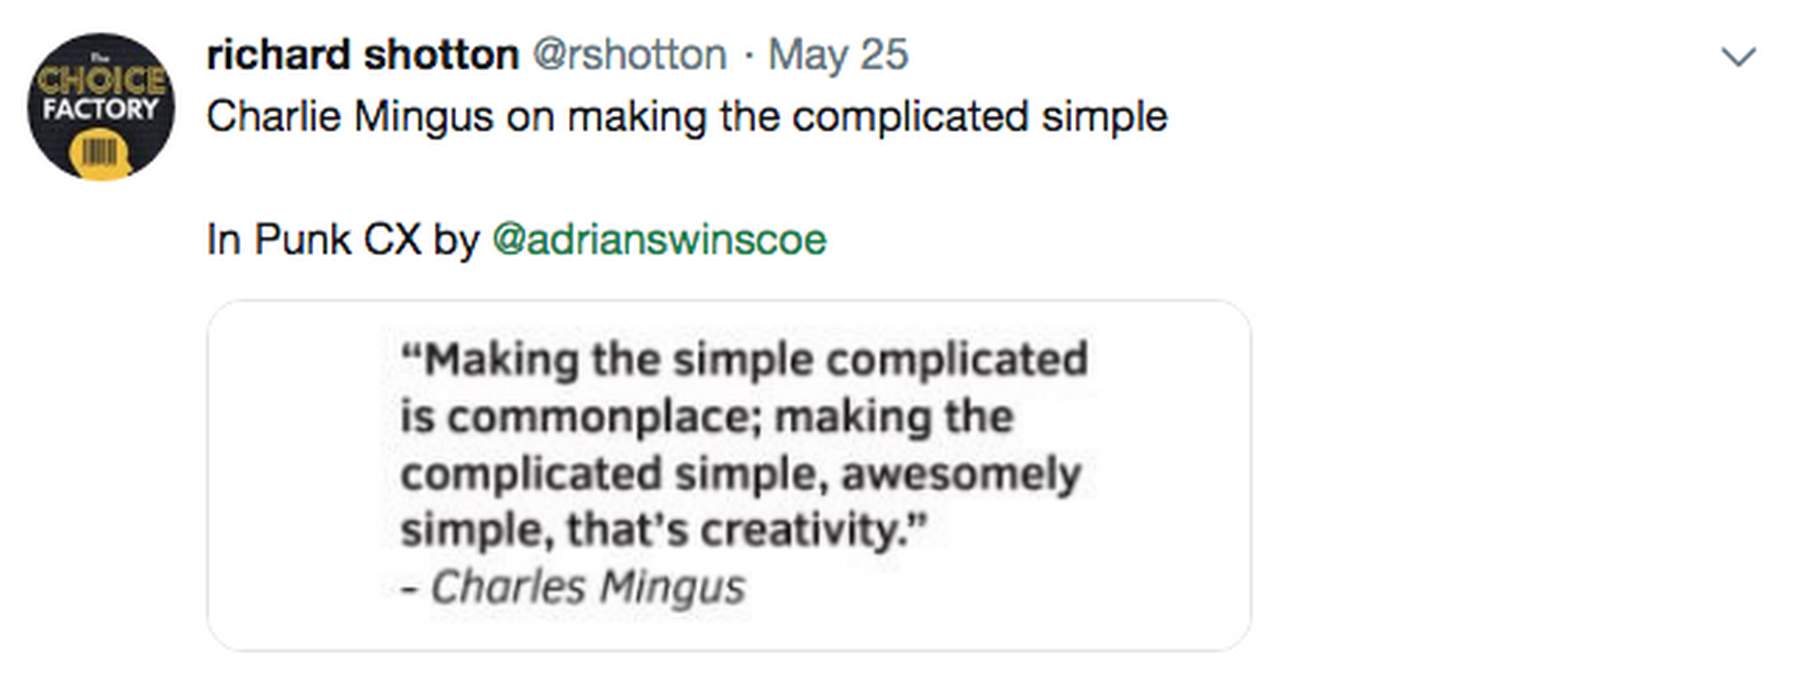 The
CHOICE
FACTORY
richard shotton @rshotton · May 25
Charlie Mingus on making the complicated simple
In Punk CX by @adrianswinscoe
“Making the simple complicated
is commonplace; making the
complicated simple, awesomely
simple, that’s creativity.”
– Charles Mingus